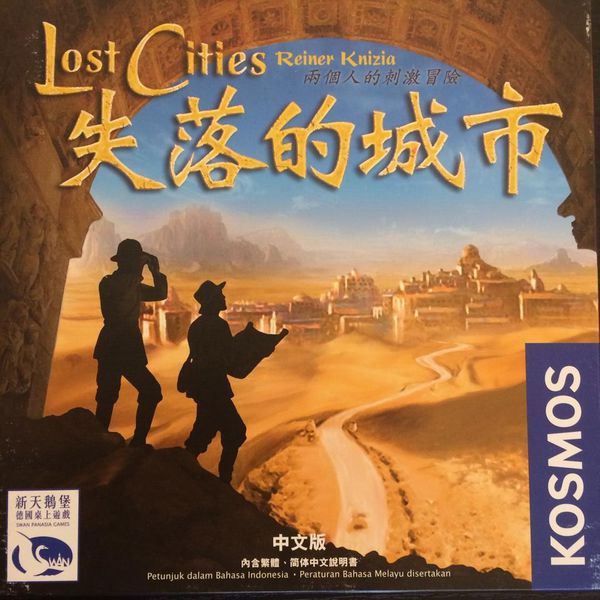 Lost Cities Reiner Knizia
兩個人的刺激冒險
失落的城市
KOSMOS
新天鵝堡
德國桌上遊戲
SWAN PANASIA GAMES
SWAN
中文版
內含繁體、简体中文說明書
Petunjuk dalam Bahasa Indonesia · Peraturan Bahasa Melayu disertakan